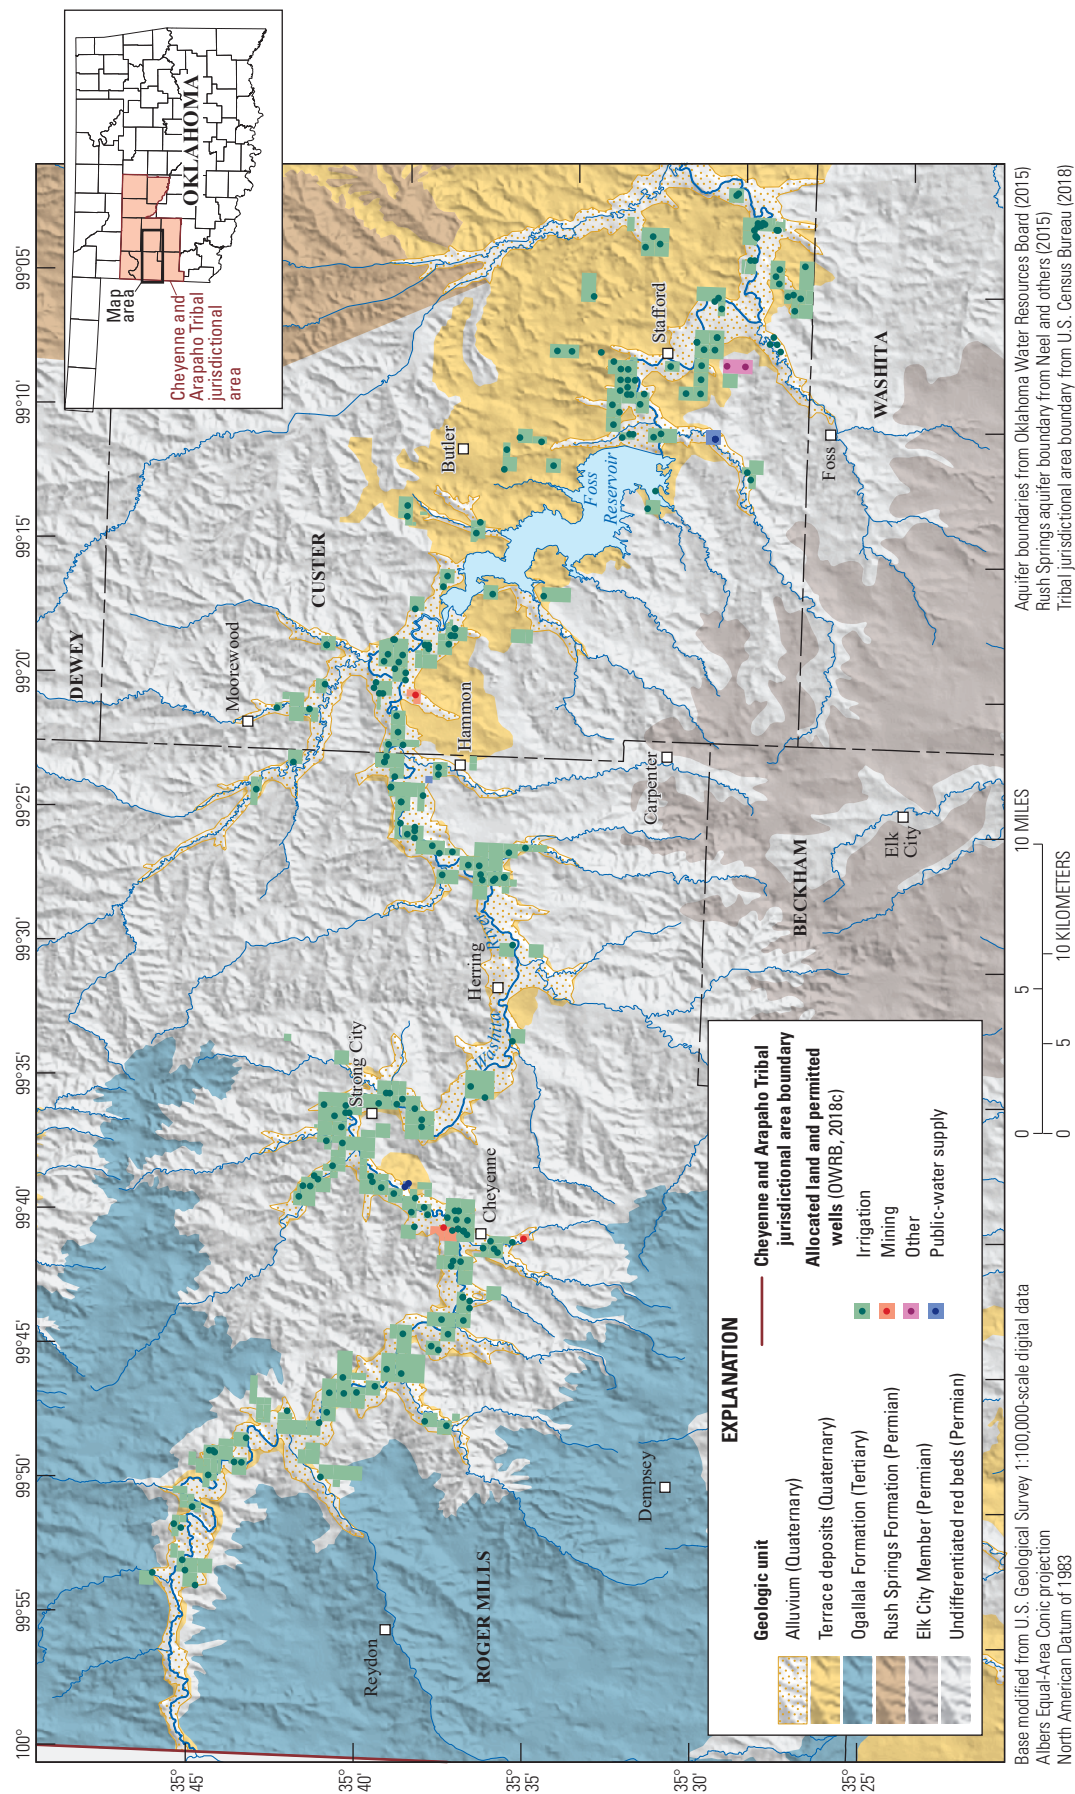 100°
99°55'
99°50'
99°45'
99°40'
99°35'
99°30'
99°25'
99°20'
99°15'
99°10'
99°05'
35°
45'
35°
40'
35°
35'
35°
30'
35°
25'
OKLAHOMA
Map
area
Cheyenne and
Arapaho Tribal
jurisdictional
area
DEWEY
CUSTER
Moorewood
Butler
Stafford
Foss
Reservoir
Foss
WASHITA
Hammon
Carpenter
Elk
City
BECKHAM
Herring
Washita
River
Strong City
Cheyenne
Dempsey
Reydon
ROGER MILLS
EXPLANATION
Geologic unit
Alluvium (Quaternary)
Terrace deposits (Quaternary)
Ogallala Formation (Tertiary)
Rush Springs Formation (Permian)
Elk City Member (Permian)
Undifferentiated red beds (Permian)
Cheyenne and Arapaho Tribal
jurisdictional area boundary
Allocated land and permitted
wells (OVRB, 2018c)
Irrigation
Mining
Other
Public-water supply
Base modified from U.S. Geological Survey 1:100,000-scale digital data
Albers Equal-Area Conic projection
North American Datum of 1983
0 5 10 MILES
0 5 10 KILOMETERS
Aquifer boundaries from Oklahoma Water Resources Board (2015)
Rush Springs aquifer boundary from Neel and others (2015)
Tribal jurisdictional area boundary from U.S. Census Bureau (2018)